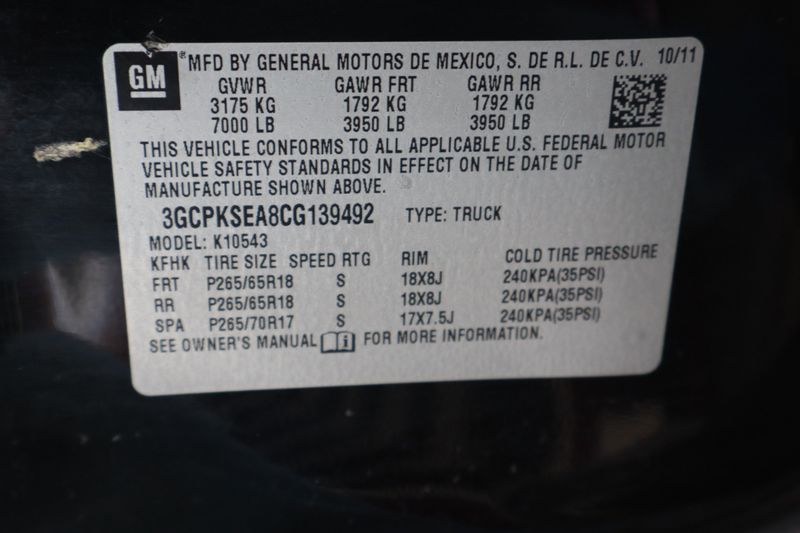 GM MFD BY GENERAL MOTORS DE MEXICO, S. DE R.L. DE C.V. 10/11
GVWR GAWR FRT GAWR RR
3175 KG 1792 KG 1792 KG
7000 LB 3950 LB 3950 LB
THIS VEHICLE CONFORMS TO ALL APPLICABLE U.S. FEDERAL MOTOR
VEHICLE SAFETY STANDARDS IN EFFECT ON THE DATE OF
MANUFACTURE SHOWN ABOVE.
3GCPKSEA8CG139492 TYPE: TRUCK
MODEL: K10543
KFHK TIRE SIZE SPEED RTG RIM COLD TIRE PRESSURE
FRT P265/65R18 S 18X8J 240KPA(35PSI)
RR P265/65R18 S 18X8J 240KPA(35PSI)
SPA P265/70R17 S 17X7.5J 240KPA(35PSI)
SEE OWNER'S MANUAL i FOR MORE INFORMATION.